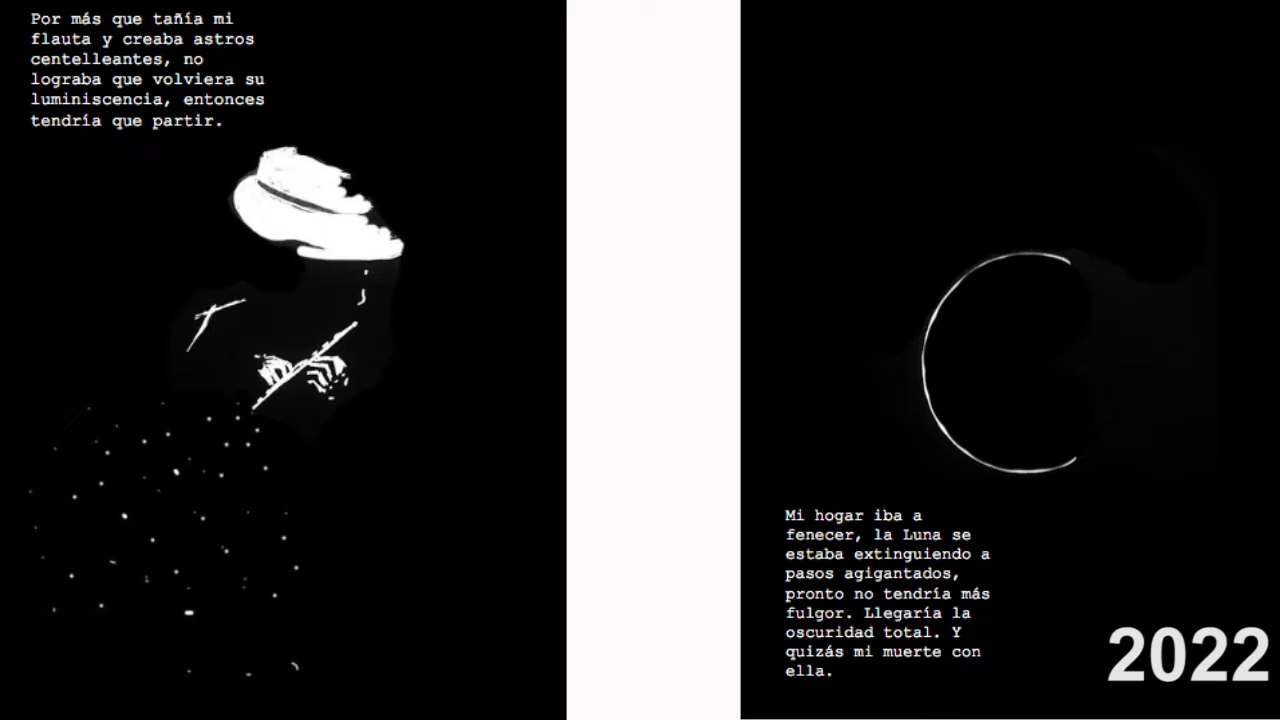 Por más que tañía mi
flauta y creaba astros
centelleantes, no
lograba que volviera su
luminiscencia, entonces
tendría que partir.
Mi hogar iba a
fenecer, la Luna se
estaba extinguiendo a
pasos agigantados,
pronto no tendría más
fulgor. Llegaría la
oscuridad total. Y
quizás mi muerte con
ella.
2022